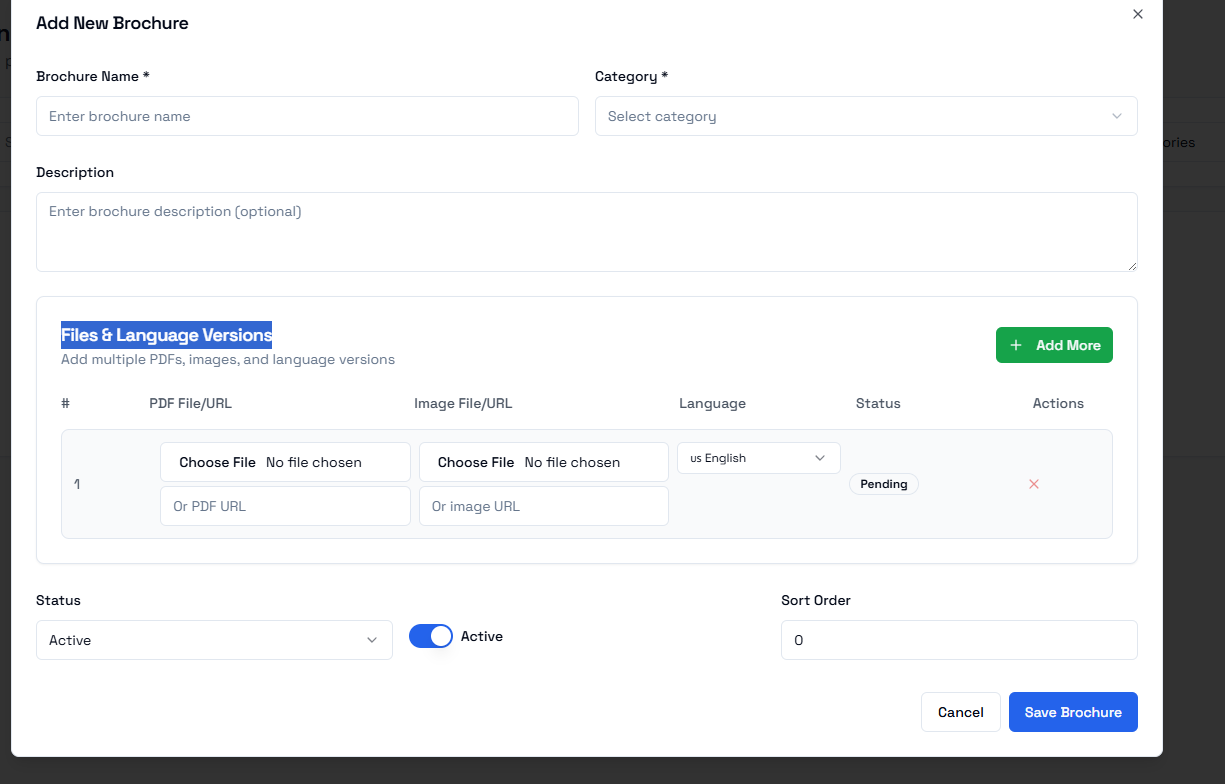 Add New Brochure
Brochure Name *
Category *
Enter brochure name
Select category
ories
Description
Enter brochure description (optional)
Files & Language Versions
Add multiple PDFs, images, and language versions
+ Add More
# PDF File/URL Image File/URL Language Status Actions
1
Choose File No file chosen
Or PDF URL
Choose File No file chosen
Or image URL
us English
Pending
Status
Active
Active
Sort Order
0
Cancel
Save Brochure